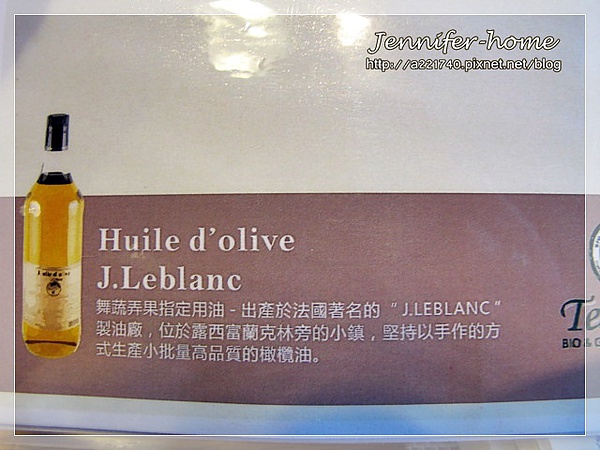 Jennifer-home
http://a221740.pixnet.net/blog
Huile d'olive
J.Leblanc
舞蔬弄果指定用油 - 出產於法國著名的 "J.LEBLANC"
製油廠，位於露西富蘭克林旁的小鎮，堅持以手作的方
式生產小批量高品質的橄欖油。
Te
BIO & G